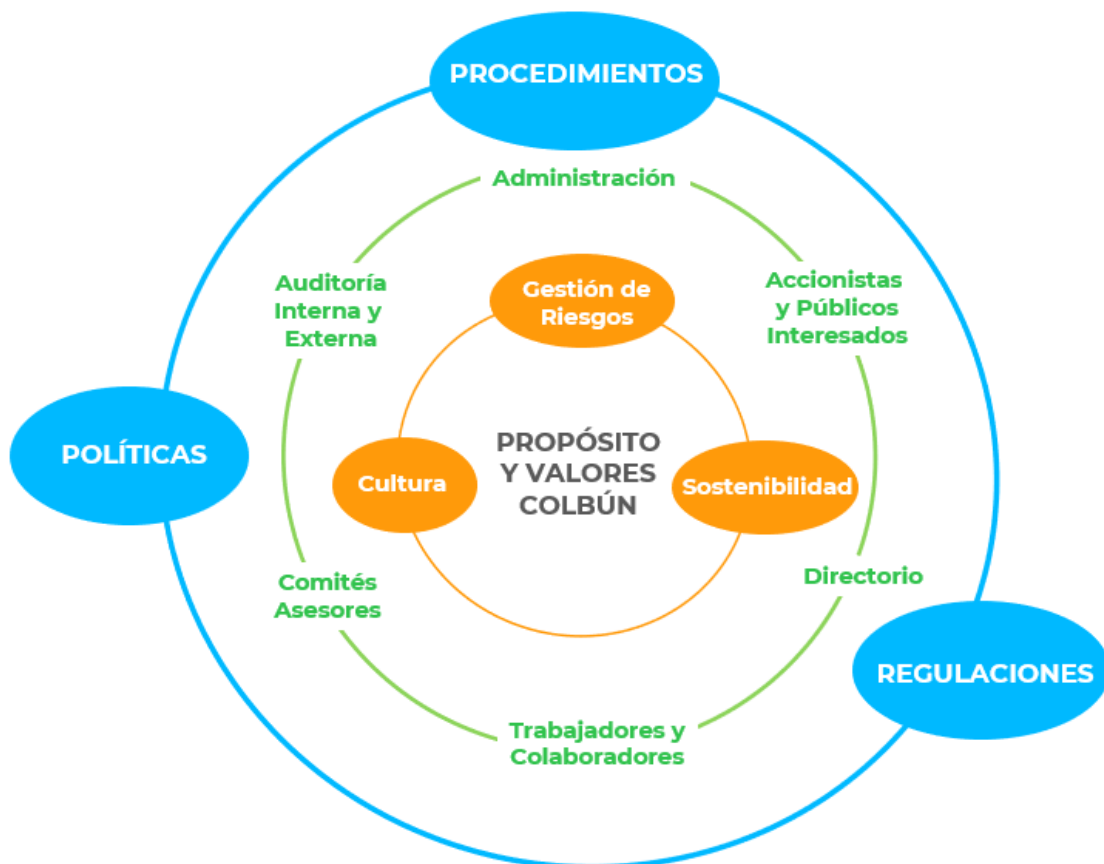 PROCEDIMIENTOS
Administración
Auditoría
Interna y
Externa
Gestión de
Riesgos
Accionistas
y Públicos
Interesados
POLÍTICAS
Cultura
PROPÓSITO
Y VALORES
COLBÚN
Sostenibilidad
Comités
Asesores
Directorio
REGULACIONES
Trabajadores y
Colaboradores